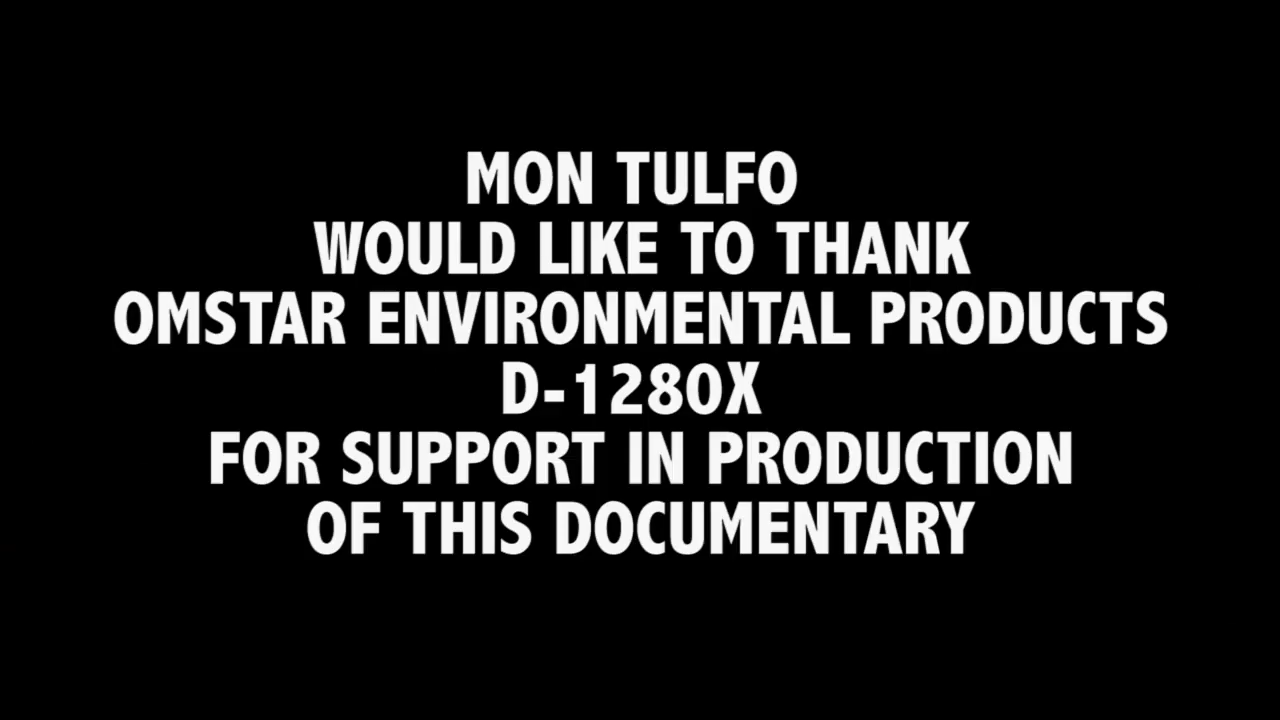 MON TULFO
WOULD LIKE TO THANK
OMSTAR ENVIRONMENTAL PRODUCTS
D-1280X
FOR SUPPORT IN PRODUCTION
OF THIS DOCUMENTARY